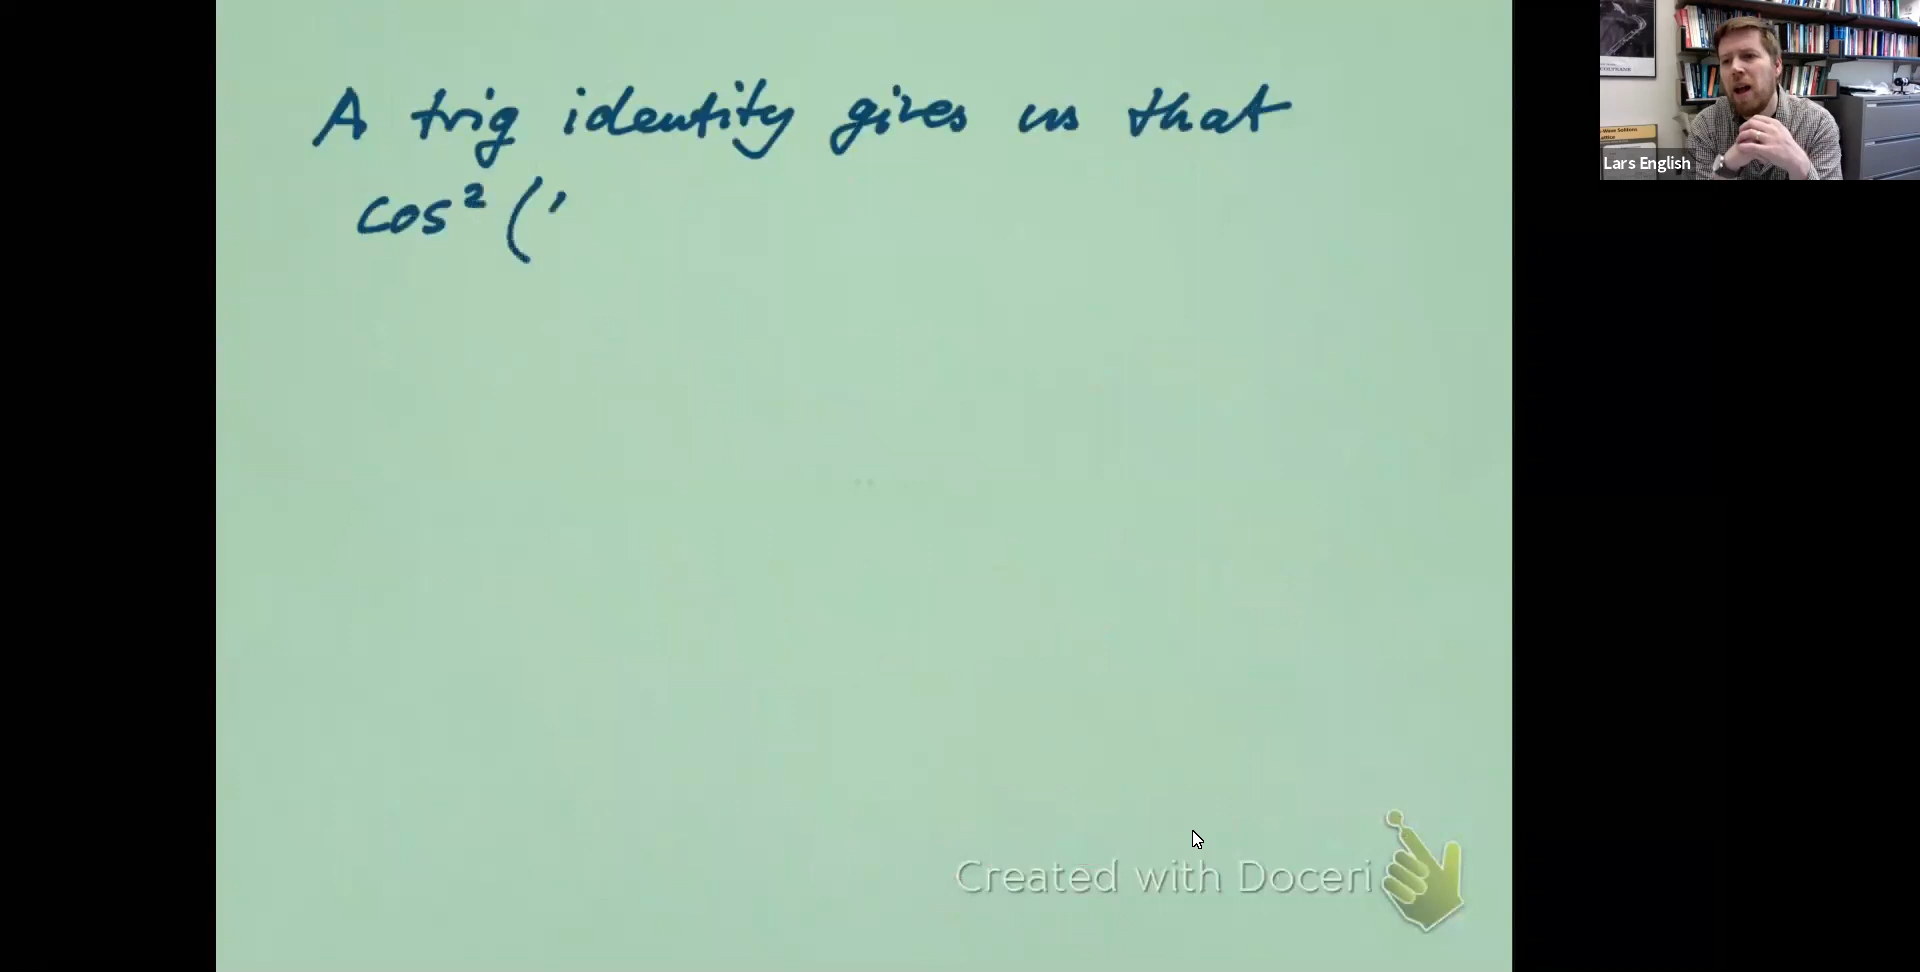 A trig identity gives us that
cos² (′
Lars English
Created with Doceri